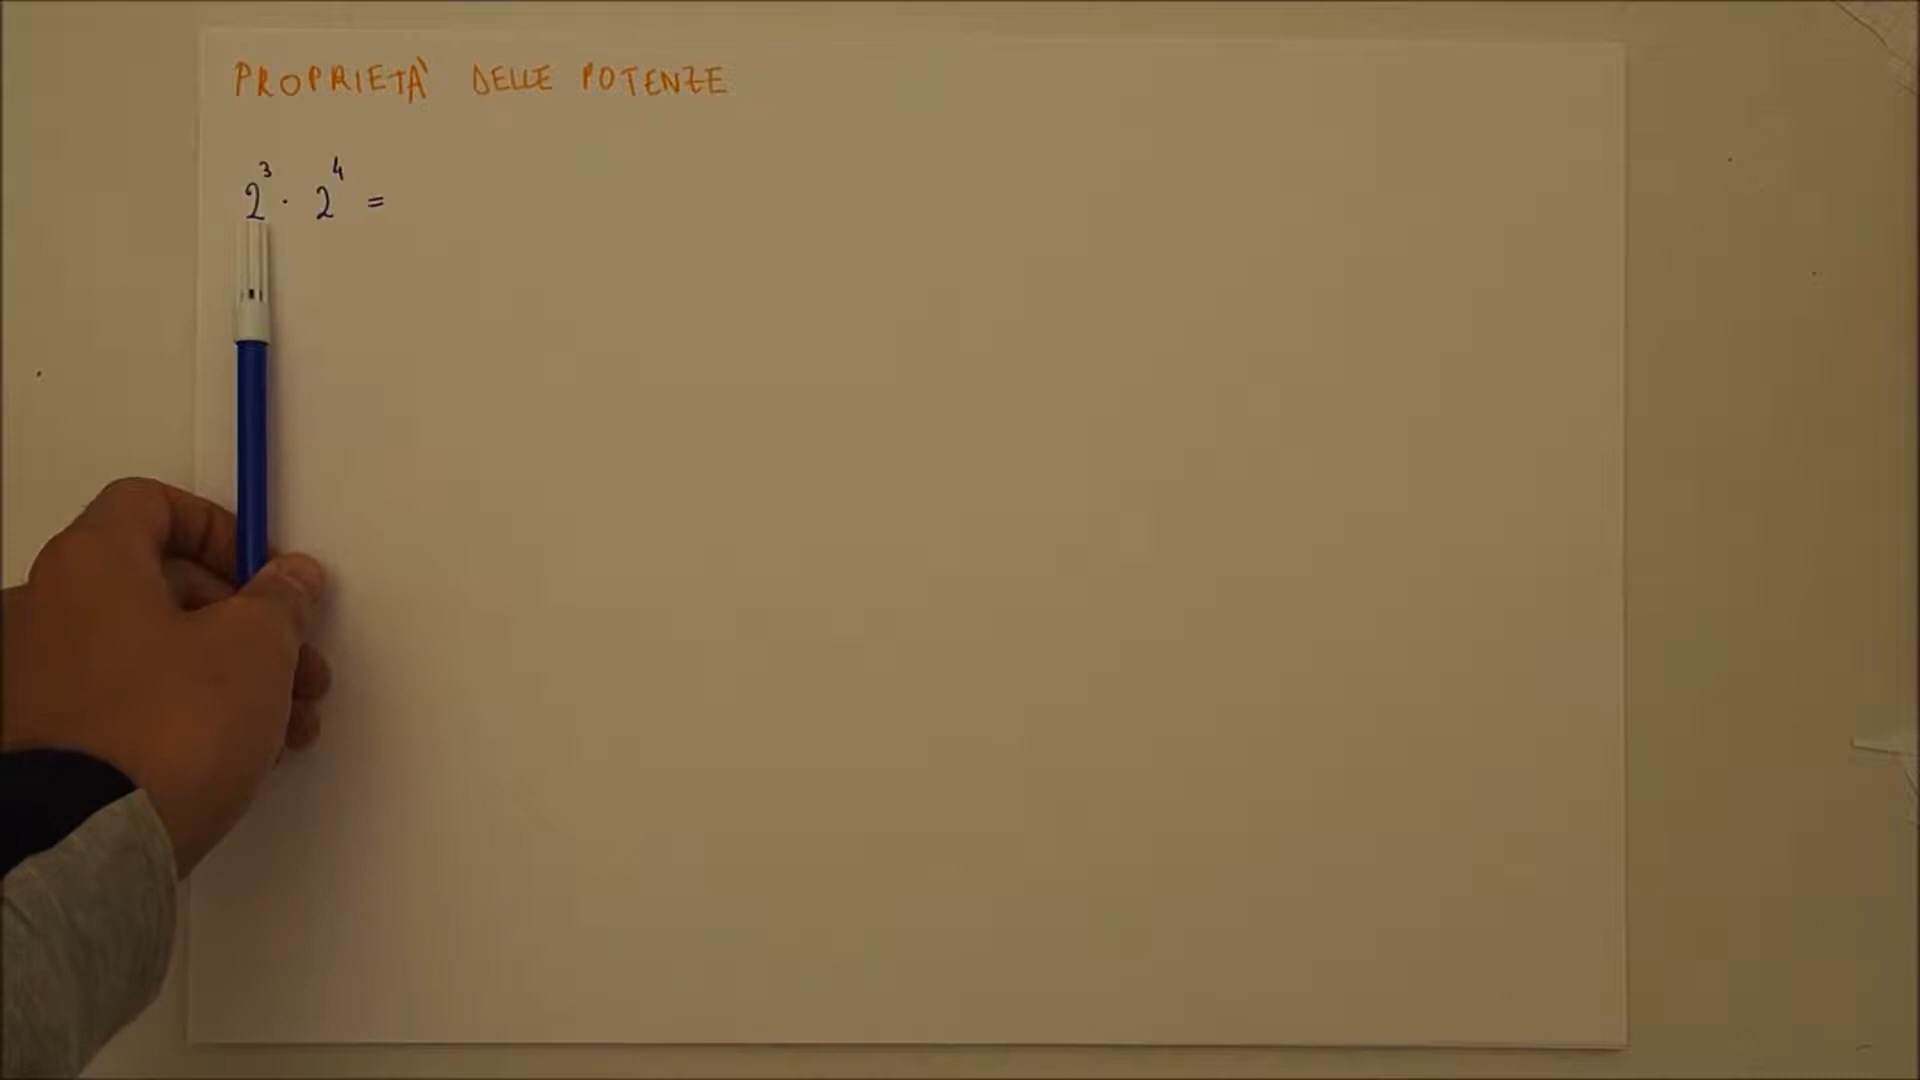 PROPRIETÀ DELLE POTENZE
2³ · 2⁴ =